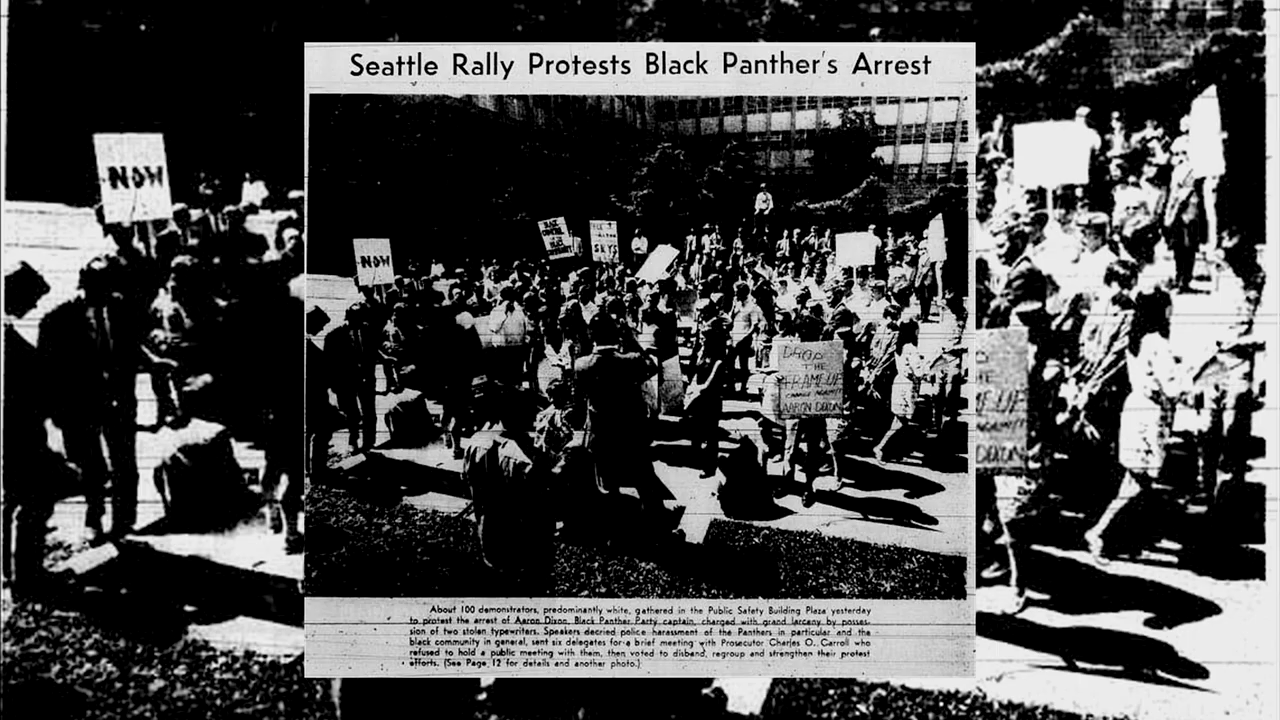 Seattle Rally Protests Black Panther's Arrest
NOW
NOW
DROP
THE
FRAME-UP
CHARGE AGAINST
AARON DIXON
DIXON
About 100 demonstrators, predominantly white, gathered in the Public Safety Building Plaza yesterday
to protest the arrest of Aaron Dixon, Black Panther Party captain, charged with grand larceny by posses-
sion of two stolen typewriters. Speakers decried police harassment of the Panthers in particular and the
black community in general, sent six delegates for a brief meeting with Prosecutor Charles O. Carroll who
refused to hold a public meeting with them, then voted to disband, regroup and strengthen their protest
efforts. (See Page 12 for details and another photo.)